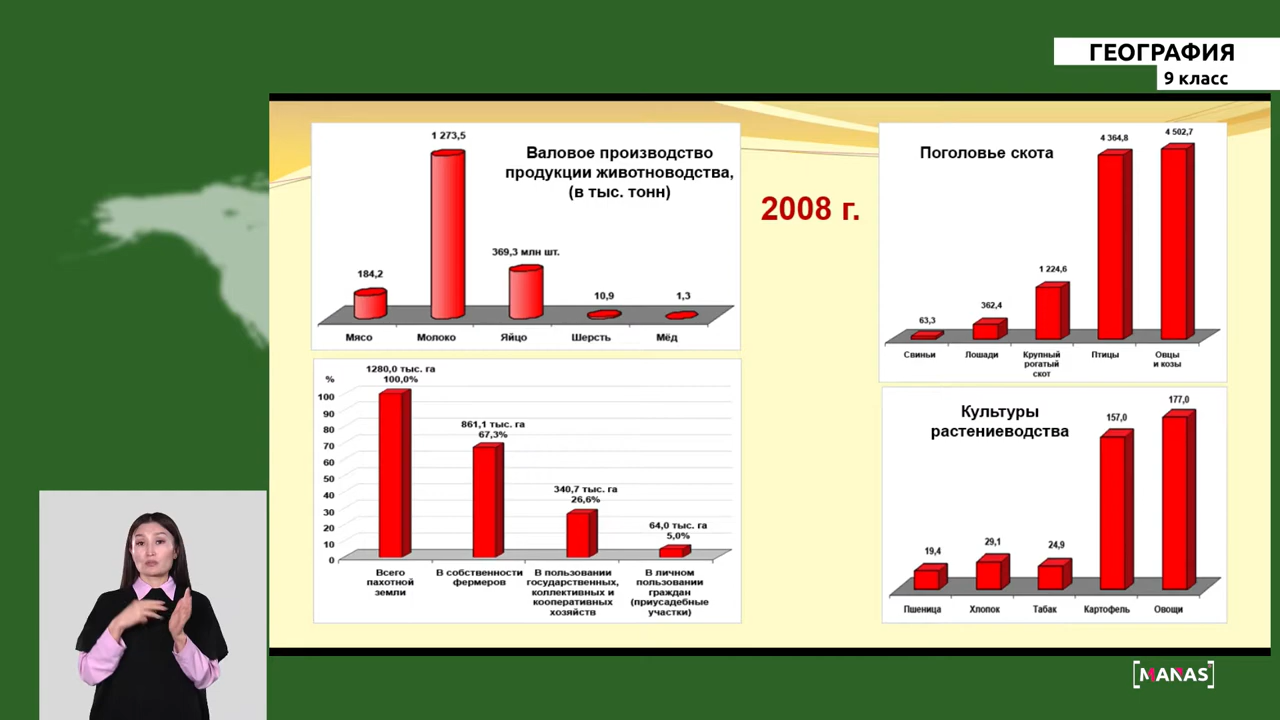 ГЕОГРАФИЯ
9 класс
Валовое производство
продукции животноводства,
(в тыс. тонн)
1 273,5
369,3 млн шт.
184,2
10,9
1,3
Мясо
Молоко
Яйцо
Шерсть
Мёд
2008 г.
Поголовье скота
4 364,8
4 502,7
1 224,6
362,4
63,3
Свиньи
Лошади
Крупный
рогатый
скот
Птицы
Овцы
и козы
%
100
90
80
70
60
50
40
30
20
10
0
1280,0 тыс. га
100,0%
861,1 тыс. га
67,3%
340,7 тыс. га
26,6%
64,0 тыс. га
5,0%
Всего
пахотной
земли
В собственности
фермеров
В пользовании
государственных,
коллективных и
кооперативных
хозяйств
В личном
пользовании
граждан
(приусадебные
участки)
Культуры
растениеводства
19,4
29,1
24,9
157,0
177,0
Пшеница
Хлопок
Табак
Картофель
Овощи
[MANAS]